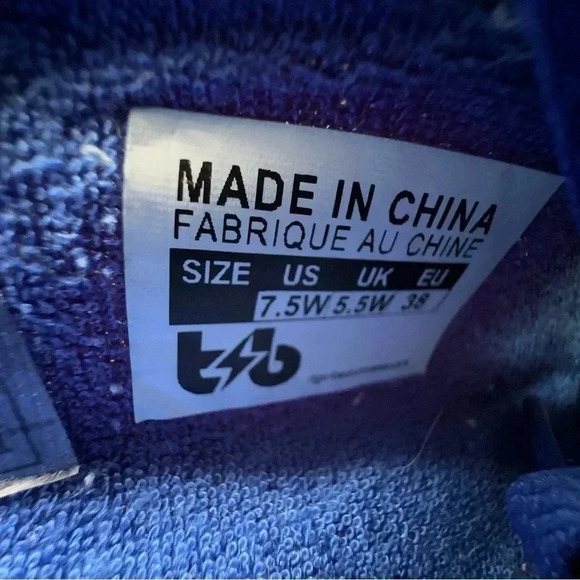 MADE IN CHINA
FABRIQUE AU CHINE
SIZE US UK EU
7.5W 5.5W 38